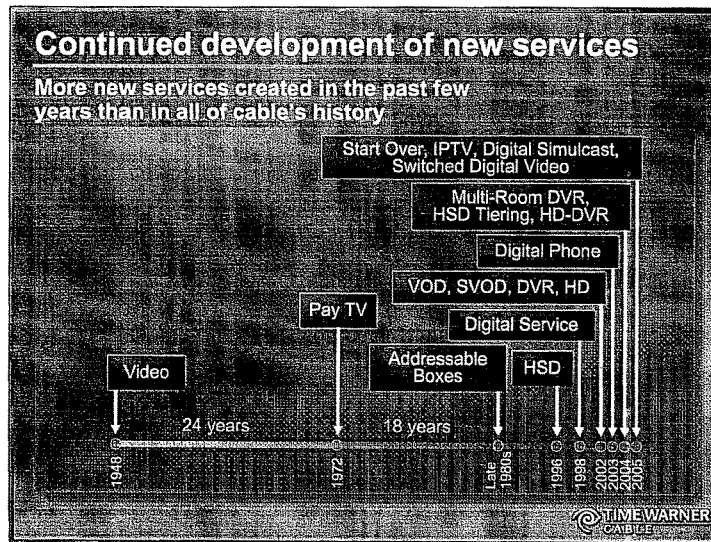 Continued development of new services
More new services created in the past few
years than in all of cable's history
Start Over, IPTV, Digital Simulcast,
Switched Digital Video
Multi-Room DVR,
HSD Tiering, HD-DVR
Digital Phone
VOD, SVOD, DVR, HD
Pay TV
Digital Service
Video
Addressable
Boxes
HSD
24 years
18 years
1948
1972
Late
1980s
1996
1998
2002
2003
2004
2005
TIME WARNER
CABLE